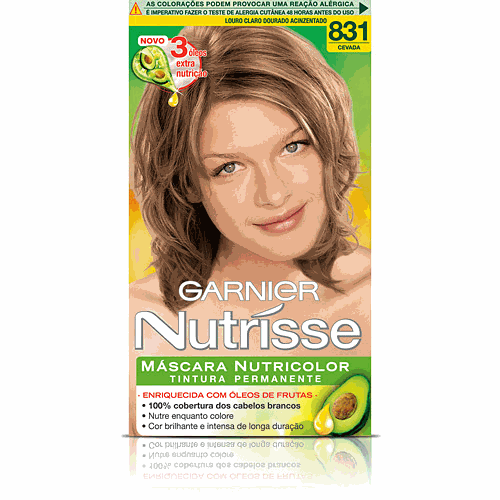 AS COLORAÇÕES PODEM PROVOCAR UMA REAÇÃO ALÉRGICA
É IMPERATIVO FAZER O TESTE DE ALERGIA CUTÂNEA 48 HORAS ANTES DO USO
LOURO CLARO DOURADO ACINZENTADO
831
CEVADA
NOVO
3 óleos
extra
nutrição
GARNIER
Nutrisse
MÁSCARA NUTRICOLOR
TINTURA PERMANENTE
- ENRIQUECIDA COM ÓLEOS DE FRUTAS -
• 100% cobertura dos cabelos brancos
• Nutre enquanto colore
• Cor brilhante e intensa de longa duração